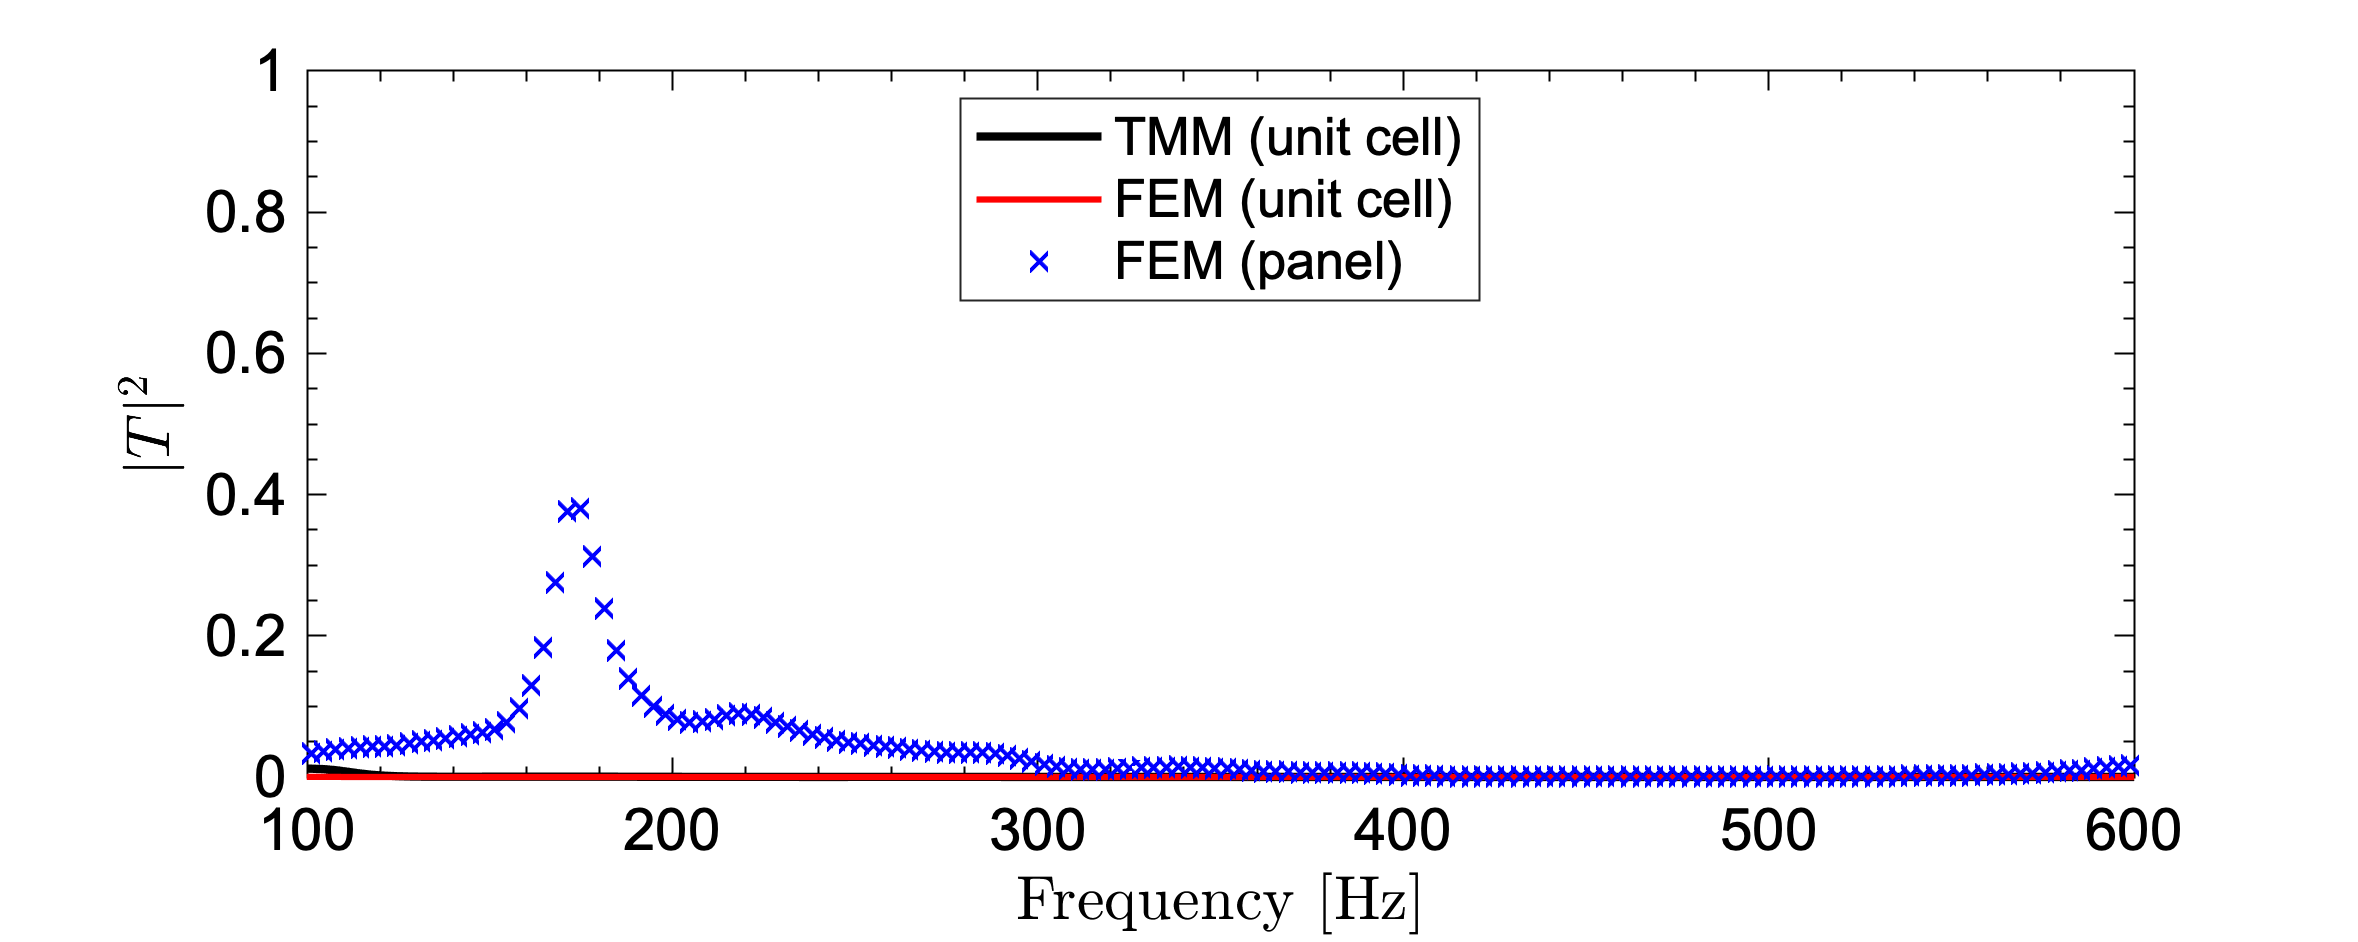 1
0.8
0.6
0.4
0.2
0
|T|²
TMM (unit cell)
FEM (unit cell)
FEM (panel)
100 200 300 400 500 600
Frequency [Hz]